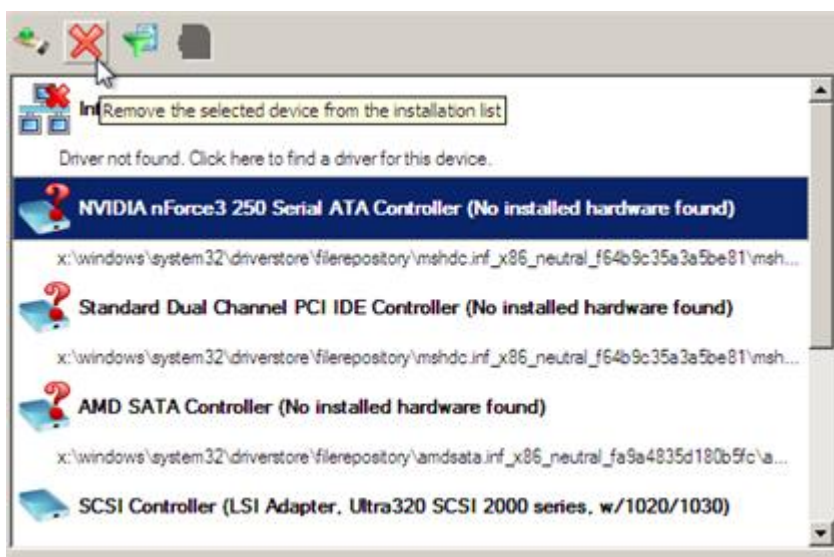 Remove the selected device from the installation list
Driver not found. Click here to find a driver for this device.
NVIDIA nForce3 250 Serial ATA Controller (No installed hardware found)
x:\windows\system32\driverstore\filerepository\mshdc.inf_x86_neutral_f64b9c35a3a5be81\msh...
Standard Dual Channel PCI IDE Controller (No installed hardware found)
x:\windows\system32\driverstore\filerepository\mshdc.inf_x86_neutral_f64b9c35a3a5be81\msh...
AMD SATA Controller (No installed hardware found)
x:\windows\system32\driverstore\filerepository\amdsata.inf_x86_neutral_fa9a4835d180b5fc\a...
SCSI Controller (LSI Adapter, Ultra320 SCSI 2000 series, w/1020/1030)